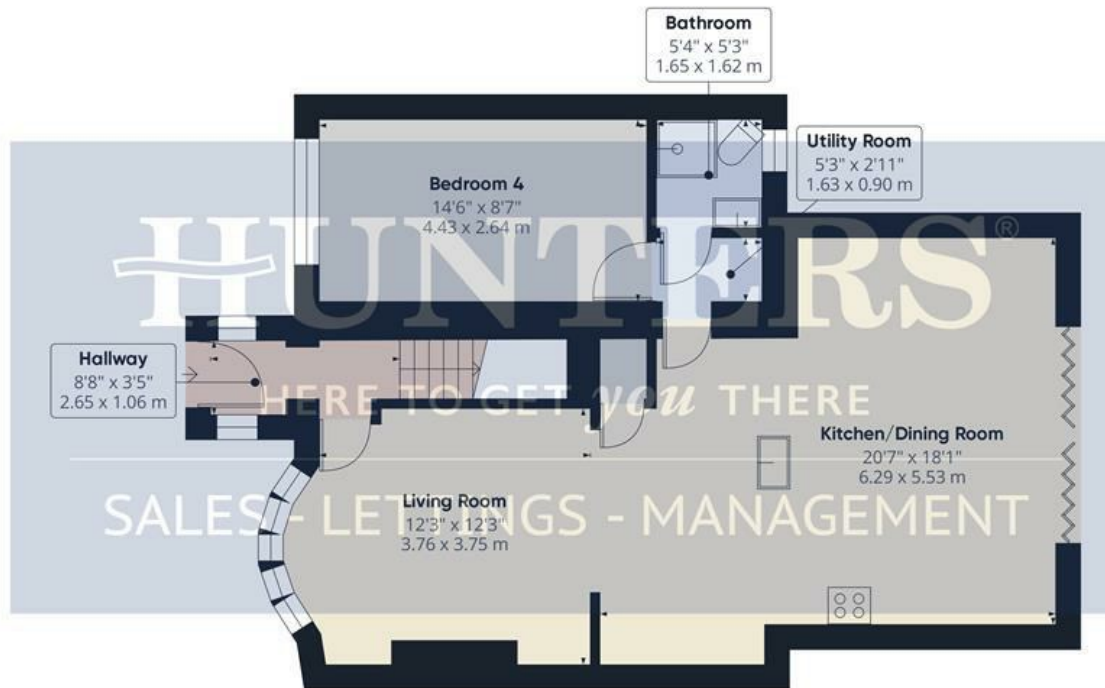 Bathroom
5'4" x 5'3"
1.65 x 1.62 m
Utility Room
5'3" x 2'11"
1.63 x 0.90 m
Bedroom 4
14'6" x 8'7"
4.43 x 2.64 m
HUNTERS®
Hallway
8'8" x 3'5"
2.65 x 1.06 m
HERE TO GET you THERE
Kitchen/Dining Room
20'7" x 18'1"
6.29 x 5.53 m
Living Room
12'3" x 12'3"
3.76 x 3.75 m
SALES - LETTINGS - MANAGEMENT